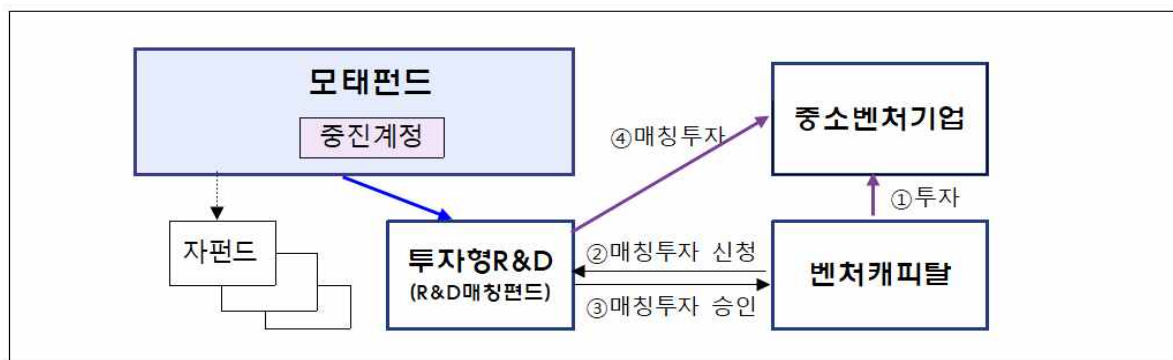 모태펀드
중진계정
중소벤처기업
④매칭투자
①투자
자펀드
투자형R&D
(R&D매칭펀드)
②매칭투자 신청
③매칭투자 승인
벤처캐피탈